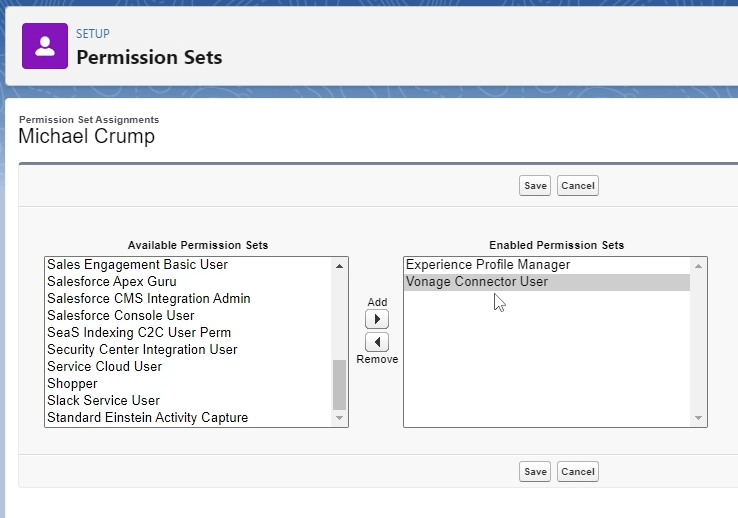 SETUP
Permission Sets
Permission Set Assignments
Michael Crump
Save Cancel
Available Permission Sets
Sales Engagement Basic User
Salesforce Apex Guru
Salesforce CMS Integration Admin
Salesforce Console User
SeaS Indexing C2C User Perm
Security Center Integration User
Service Cloud User
Shopper
Slack Service User
Standard Einstein Activity Capture
Add
Remove
Enabled Permission Sets
Experience Profile Manager
Vonage Connector User
Save Cancel